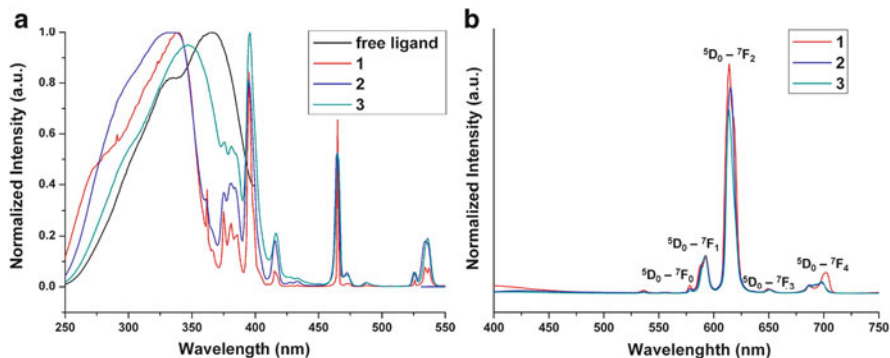 a
1.0
0.8
0.6
0.4
0.2
0.0
Normalized Intensity (a.u.)
free ligand
1
2
3
250 300 350 400 450 500 550
Wavelength (nm)
b
Normalized Intensity (a.u.)
⁵D₀ – ⁷F₂
1
2
3
⁵D₀ – ⁷F₁
⁵D₀ – ⁷F₀
⁵D₀ – ⁷F₃
⁵D₀ – ⁷F₄
400 450 500 550 600 650 700 750
Wavelenghth (nm)